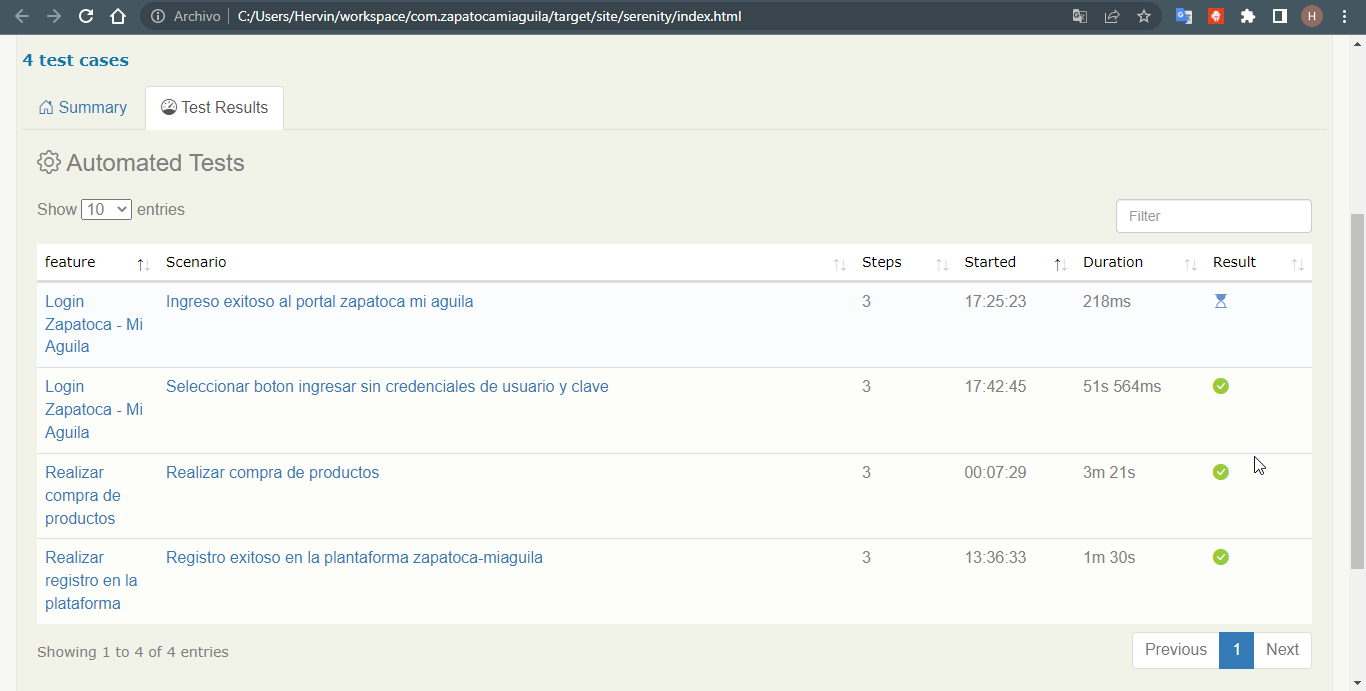 Archivo C:/Users/Hervin/workspace/com.zapatocamiaguila/target/site/serenity/index.html H
4 test cases
Summary Test Results
Automated Tests
Show 10 entries
Filter
feature Scenario Steps Started Duration Result
Login Zapatoca - Mi Aguila Ingreso exitoso al portal zapatoca mi aguila 3 17:25:23 218ms
Login Zapatoca - Mi Aguila Seleccionar boton ingresar sin credenciales de usuario y clave 3 17:42:45 51s 564ms
Realizar compra de productos Realizar compra de productos 3 00:07:29 3m 21s
Realizar registro en la plataforma Registro exitoso en la plantaforma zapatoca-miaguila 3 13:36:33 1m 30s
Showing 1 to 4 of 4 entries
Previous 1 Next